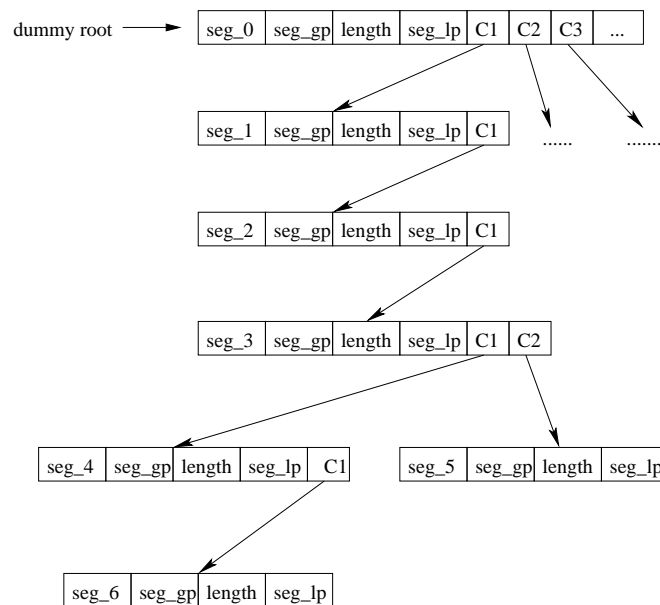 dummy root seg_0 seg_gp length seg_lp C1 C2 C3 ...
seg_1 seg_gp length seg_lp C1 ...... .......
seg_2 seg_gp length seg_lp C1
seg_3 seg_gp length seg_lp C1 C2
seg_4 seg_gp length seg_lp C1 seg_5 seg_gp length seg_lp
seg_6 seg_gp length seg_lp